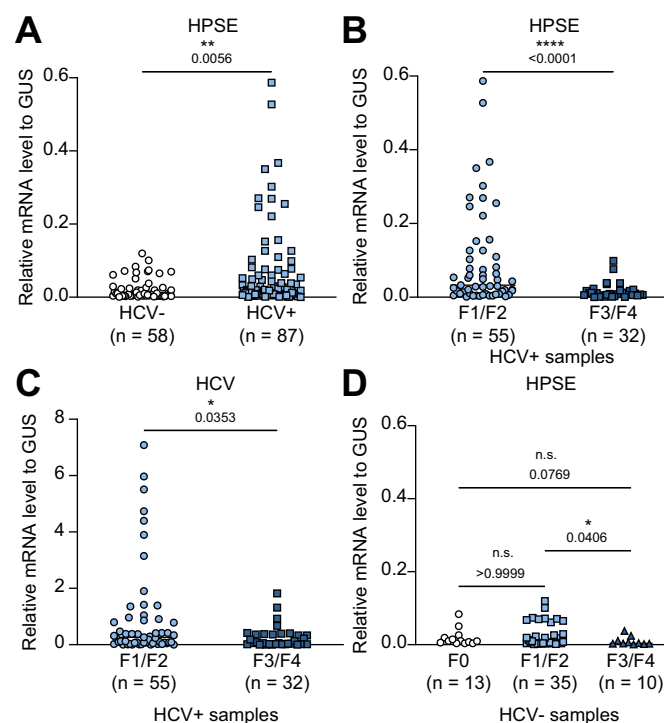 A
HPSE
**
0.0056
Relative mRNA level to GUS
0.6
0.4
0.2
0.0
HCV- HCV+
(n = 58) (n = 87)
B
HPSE
****
<0.0001
Relative mRNA level to GUS
0.6
0.4
0.2
0.0
F1/F2 F3/F4
(n = 55) (n = 32)
HCV+ samples
C
HCV
*
0.0353
Relative mRNA level to GUS
8
6
4
2
0
F1/F2 F3/F4
(n = 55) (n = 32)
HCV+ samples
D
HPSE
n.s.
0.0769
*
0.0406
n.s.
>0.9999
Relative mRNA level to GUS
0.6
0.4
0.2
0.0
F0 F1/F2 F3/F4
(n = 13) (n = 35) (n = 10)
HCV- samples